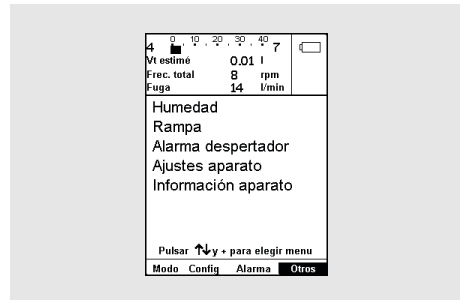 0 10 20 30 40
4 7
Vt estimé 0.01 l
Frec. total 8 rpm
Fuga 14 l/min
Humedad
Rampa
Alarma despertador
Ajustes aparato
Información aparato
Pulsar ↑↓ y + para elegir menu
Modo Config Alarma Otros